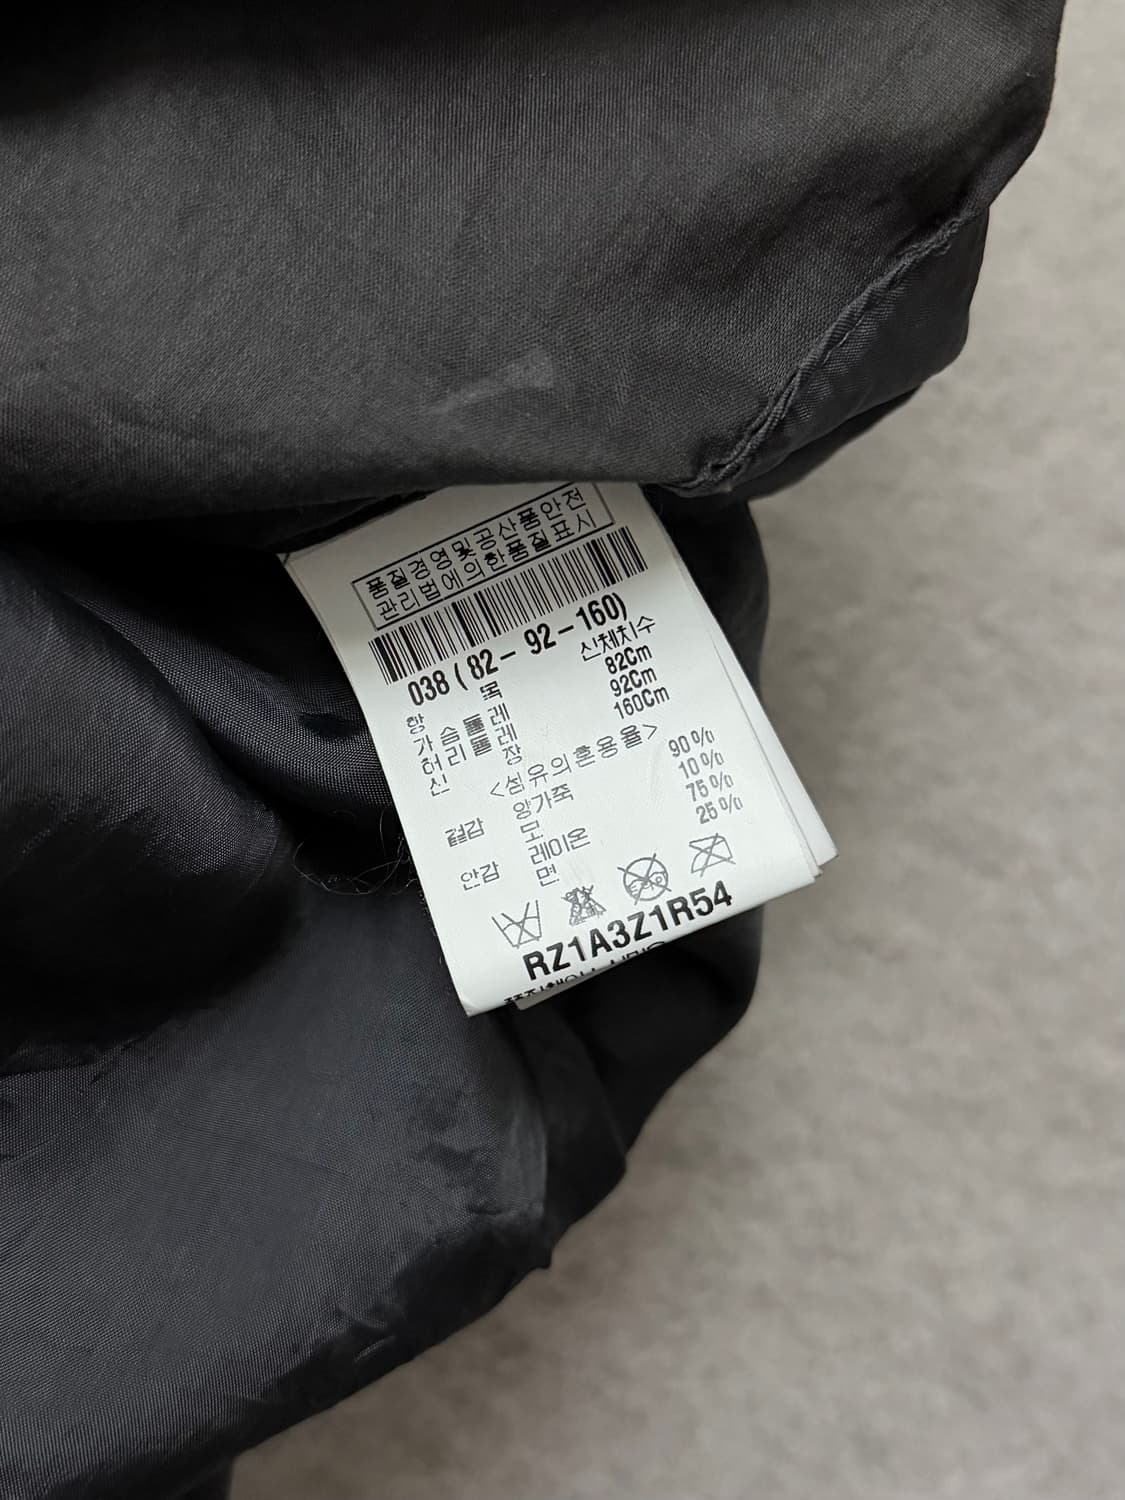 품질경영및공산품안전
관리법에의한품질표시
038 ( 82 – 92 – 160)
항 목 신체치수
가 슴 둘 레 82Cm
허 리 둘 레 92Cm
신 장 160Cm
<섬유의혼용율>
겉감 양가죽 90%
모 10%
안감 레이온 75%
면 25%
RZ1A3Z1R54